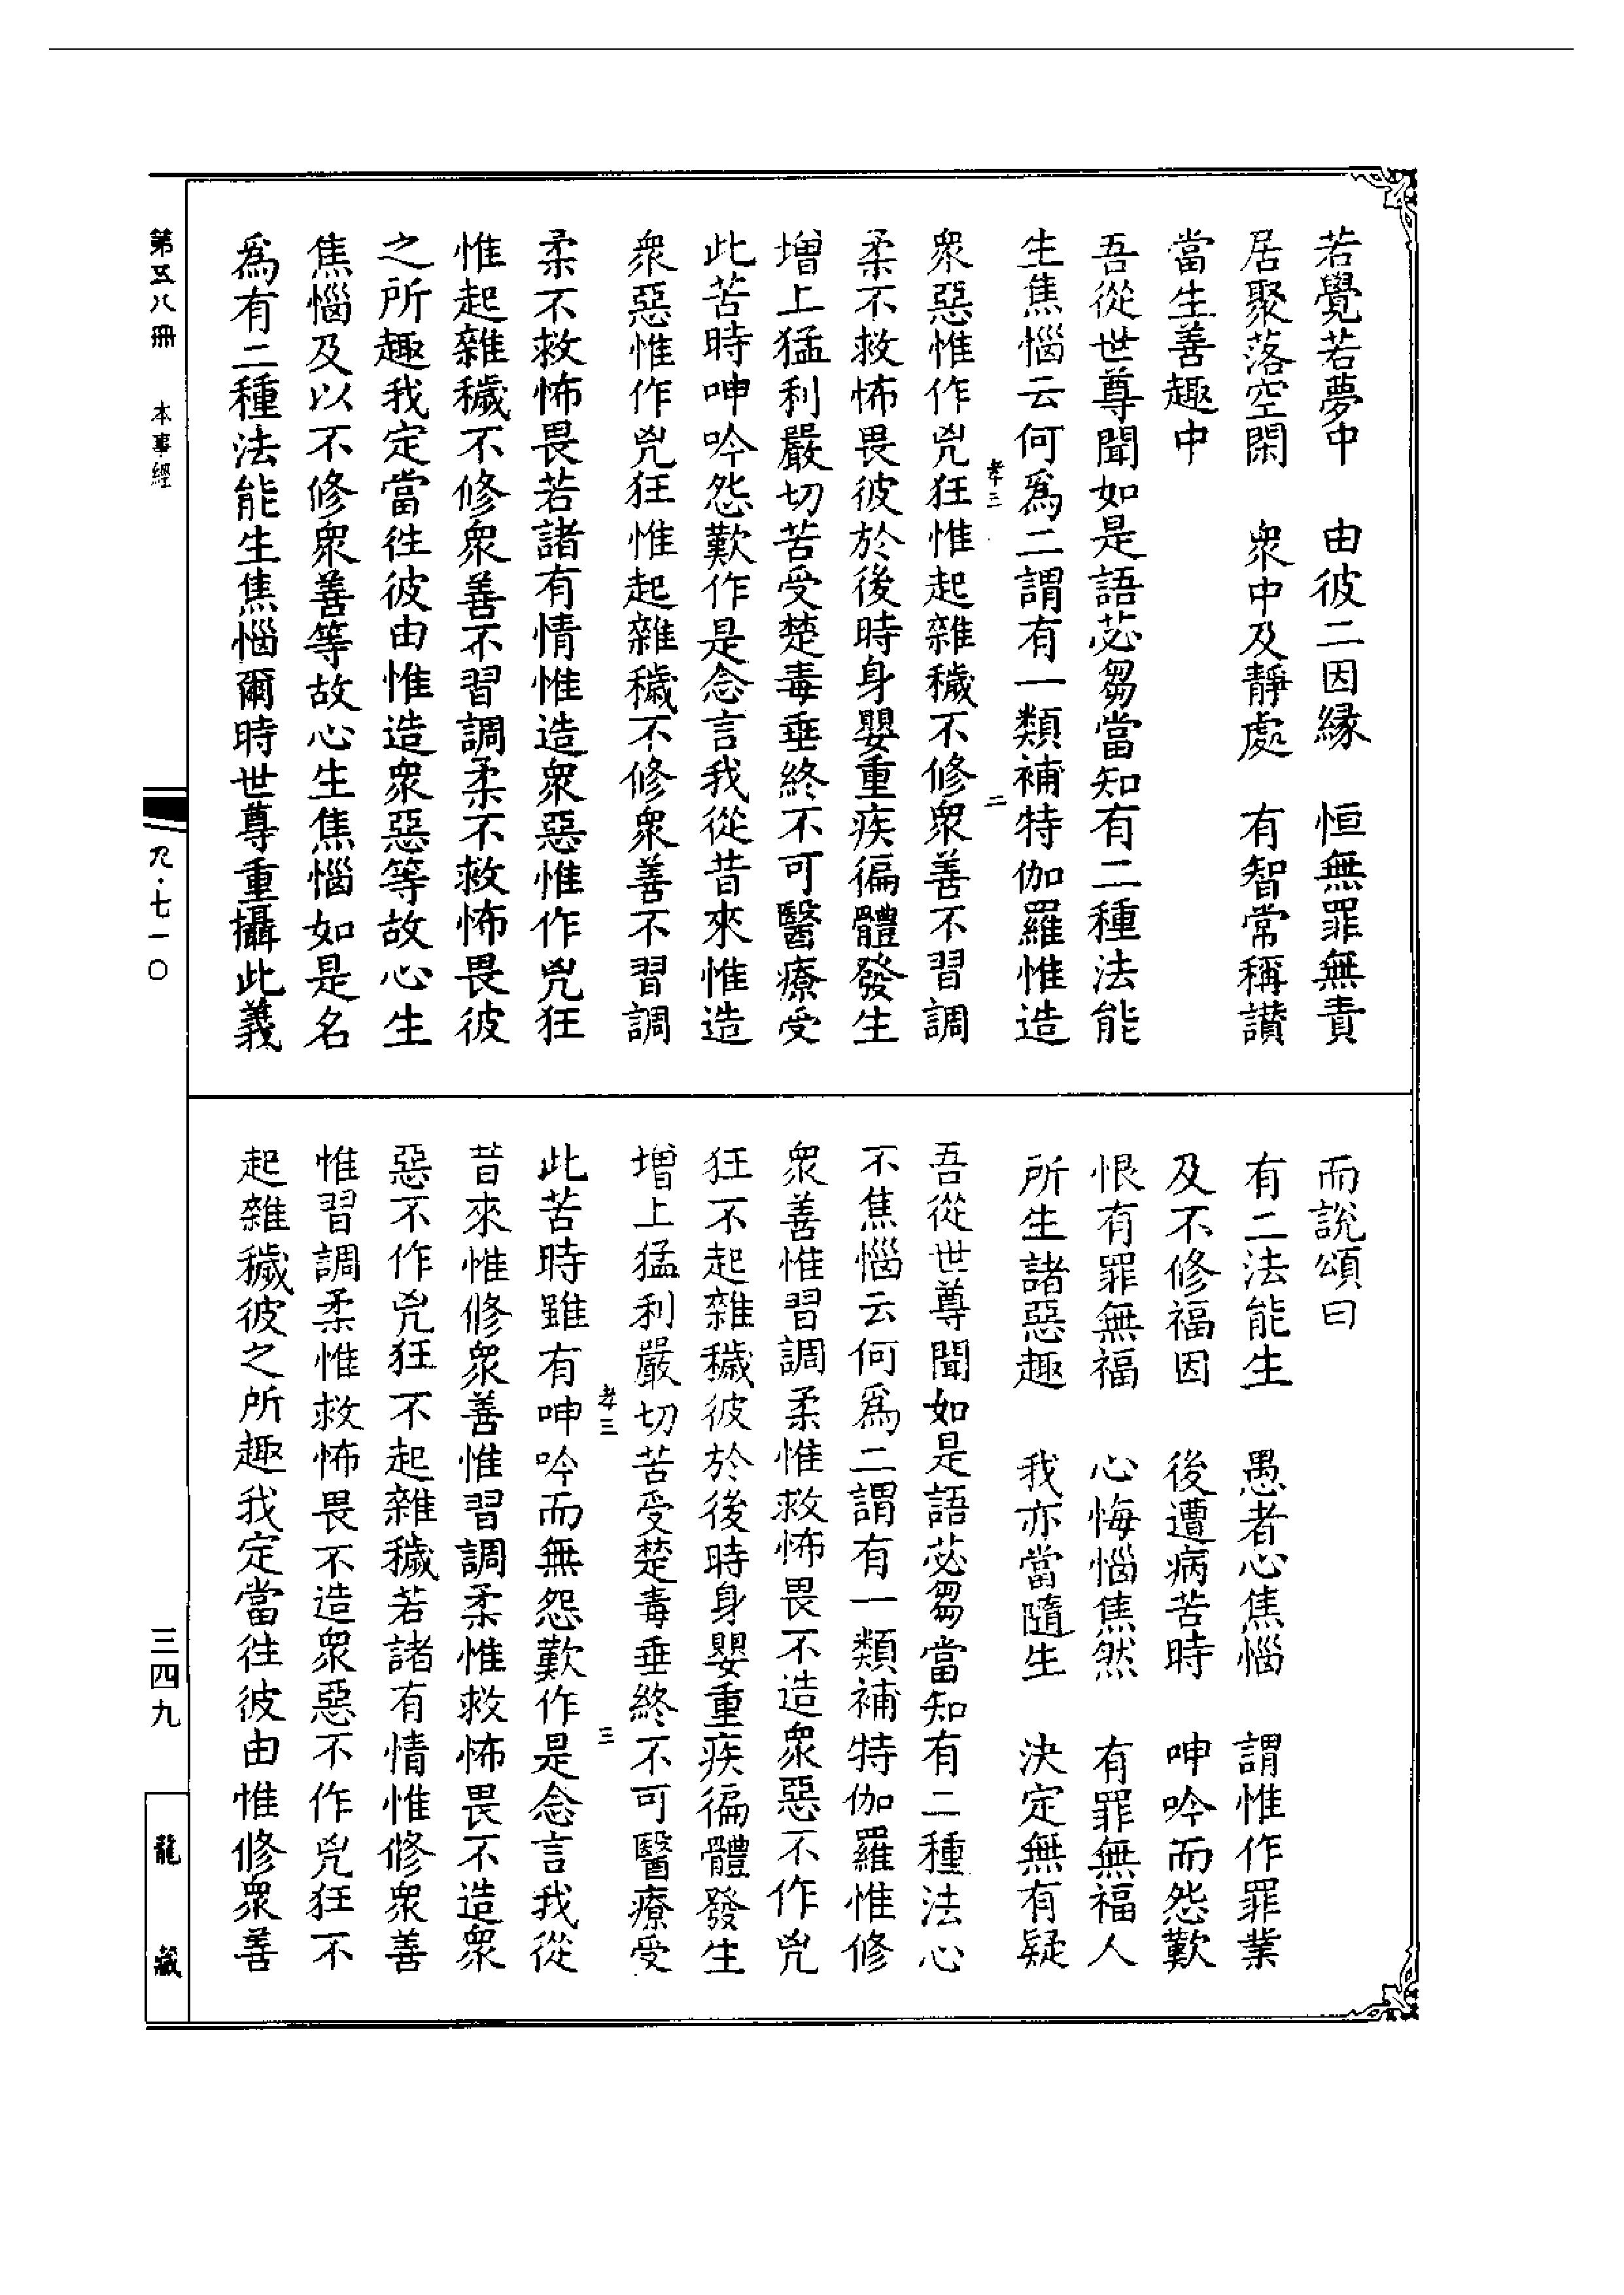 若覺若夢中　由彼二因緣　恒無罪無責
居聚落空閑　衆中及靜處　有智常稱讃
當生善趣中
吾從世尊聞如是語苾芻當知有二種法能
生焦惱云何爲二謂有一類補特伽羅惟造
孝三　二
衆惡惟作兇狂惟起雜穢不修衆善不習調
柔不救怖畏彼於後時身嬰重疾徧體發生
增上猛利嚴切苦受楚毒垂終不可醫療受
此苦時呻吟怨歎作是念言我從昔來惟造
衆惡惟作兇狂惟起雜穢不修衆善不習調
柔不救怖畏若諸有情惟造衆惡惟作兇狂
惟起雜穢不修衆善不習調柔不救怖畏彼
之所趣我定當往彼由惟造衆惡等故心生
焦惱及以不修衆善等故心生焦惱如是名
爲有二種法能生焦惱爾時世尊重攝此義
而說頌曰
有二法能生　愚者心焦惱　謂惟作罪業
及不修福因　後遭病苦時　呻吟而怨歎
恨有罪無福　心悔惱焦然　有罪無福人
所生諸惡趣　我亦當隨生　決定無有疑
吾從世尊聞如是語苾芻當知有二種法心
不焦惱云何爲二謂有一類補特伽羅惟修
衆善惟習調柔惟救怖畏不造衆惡不作兇
狂不起雜穢彼於後時身嬰重疾徧體發生
增上猛利嚴切苦受楚毒垂終不可醫療受
孝三　三
此苦時雖有呻吟而無怨歎作是念言我從
昔來惟修衆善惟習調柔惟救怖畏不造衆
惡不作兇狂不起雜穢若諸有情惟修衆善
惟習調柔惟救怖畏不造衆惡不作兇狂不
起雜穢彼之所趣我定當往彼由惟修衆善
第五八冊　本事經
九·七一〇
三四九
龍藏